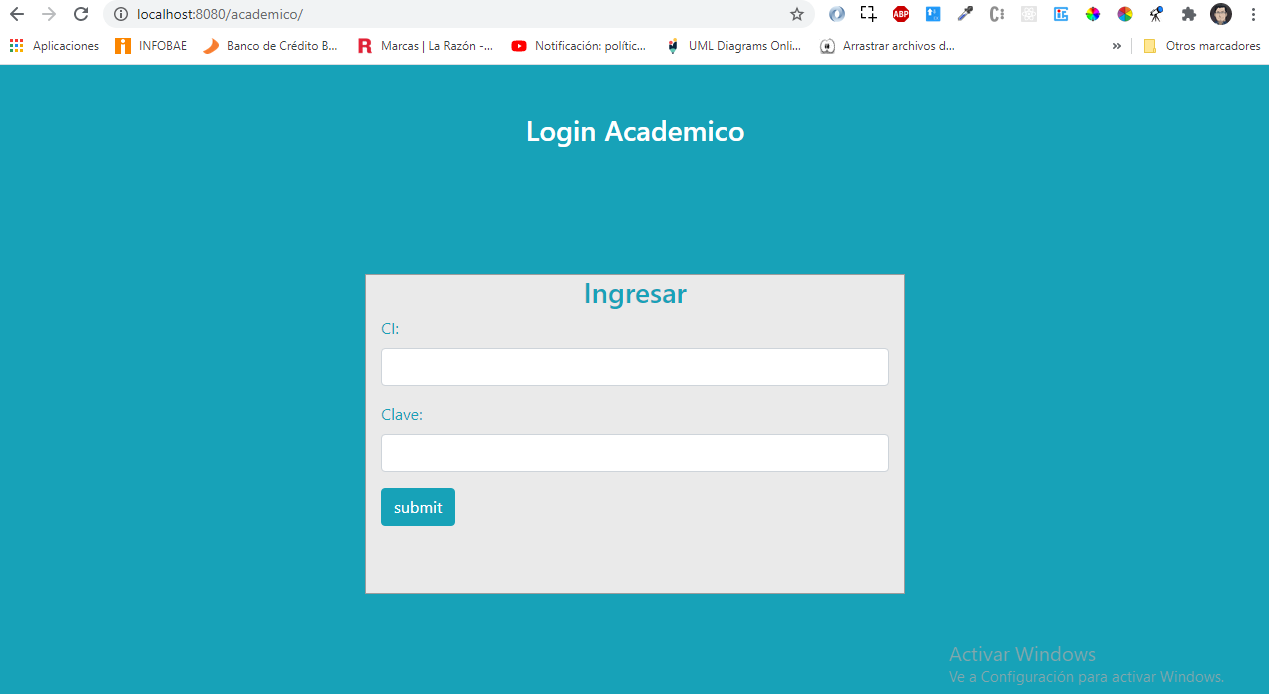 localhost:8080/academico/
ABP
Aplicaciones INFOBAE Banco de Crédito B... Marcas | La Razón -... Notificación: polític... UML Diagrams Onli... Arrastrar archivos d... » Otros marcadores
Login Academico
Ingresar
CI:
Clave:
submit
Activar Windows
Ve a Configuración para activar Windows.